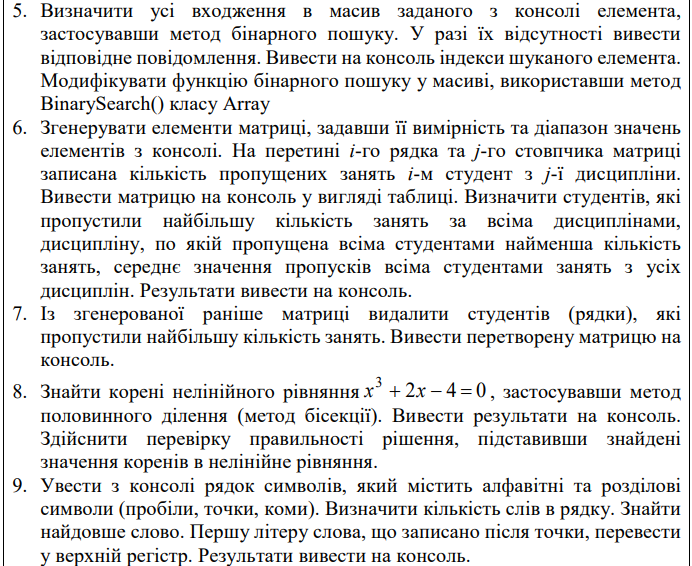 5. Визначити усі входження в масив заданого з консолі елемента,
застосувавши метод бінарного пошуку. У разі їх відсутності вивести
відповідне повідомлення. Вивести на консоль індекси шуканого елемента.
Модифікувати функцію бінарного пошуку у масиві, використавши метод
BinarySearch() класу Array
6. Згенерувати елементи матриці, задавши її вимірність та діапазон значень
елементів з консолі. На перетині i-го рядка та j-го стовпчика матриці
записана кількість пропущених занять i-м студент з j-ї дисципліни.
Вивести матрицю на консоль у вигляді таблиці. Визначити студентів, які
пропустили найбільшу кількість занять за всіма дисциплінами,
дисципліну, по якій пропущена всіма студентами найменша кількість
занять, середнє значення пропусків всіма студентами занять з усіх
дисциплін. Результати вивести на консоль.
7. Із згенерованої раніше матриці видалити студентів (рядки), які
пропустили найбільшу кількість занять. Вивести перетворену матрицю на
консоль.
8. Знайти корені нелінійного рівняння x³ + 2x − 4 = 0, застосувавши метод
половинного ділення (метод бісекції). Вивести результати на консоль.
Здійснити перевірку правильності рішення, підставивши знайдені
значення коренів в нелінійне рівняння.
9. Увести з консолі рядок символів, який містить алфавітні та розділові
символи (пробіли, точки, коми). Визначити кількість слів в рядку. Знайти
найдовше слово. Першу літеру слова, що записано після точки, перевести
у верхній регістр. Результати вивести на консоль.